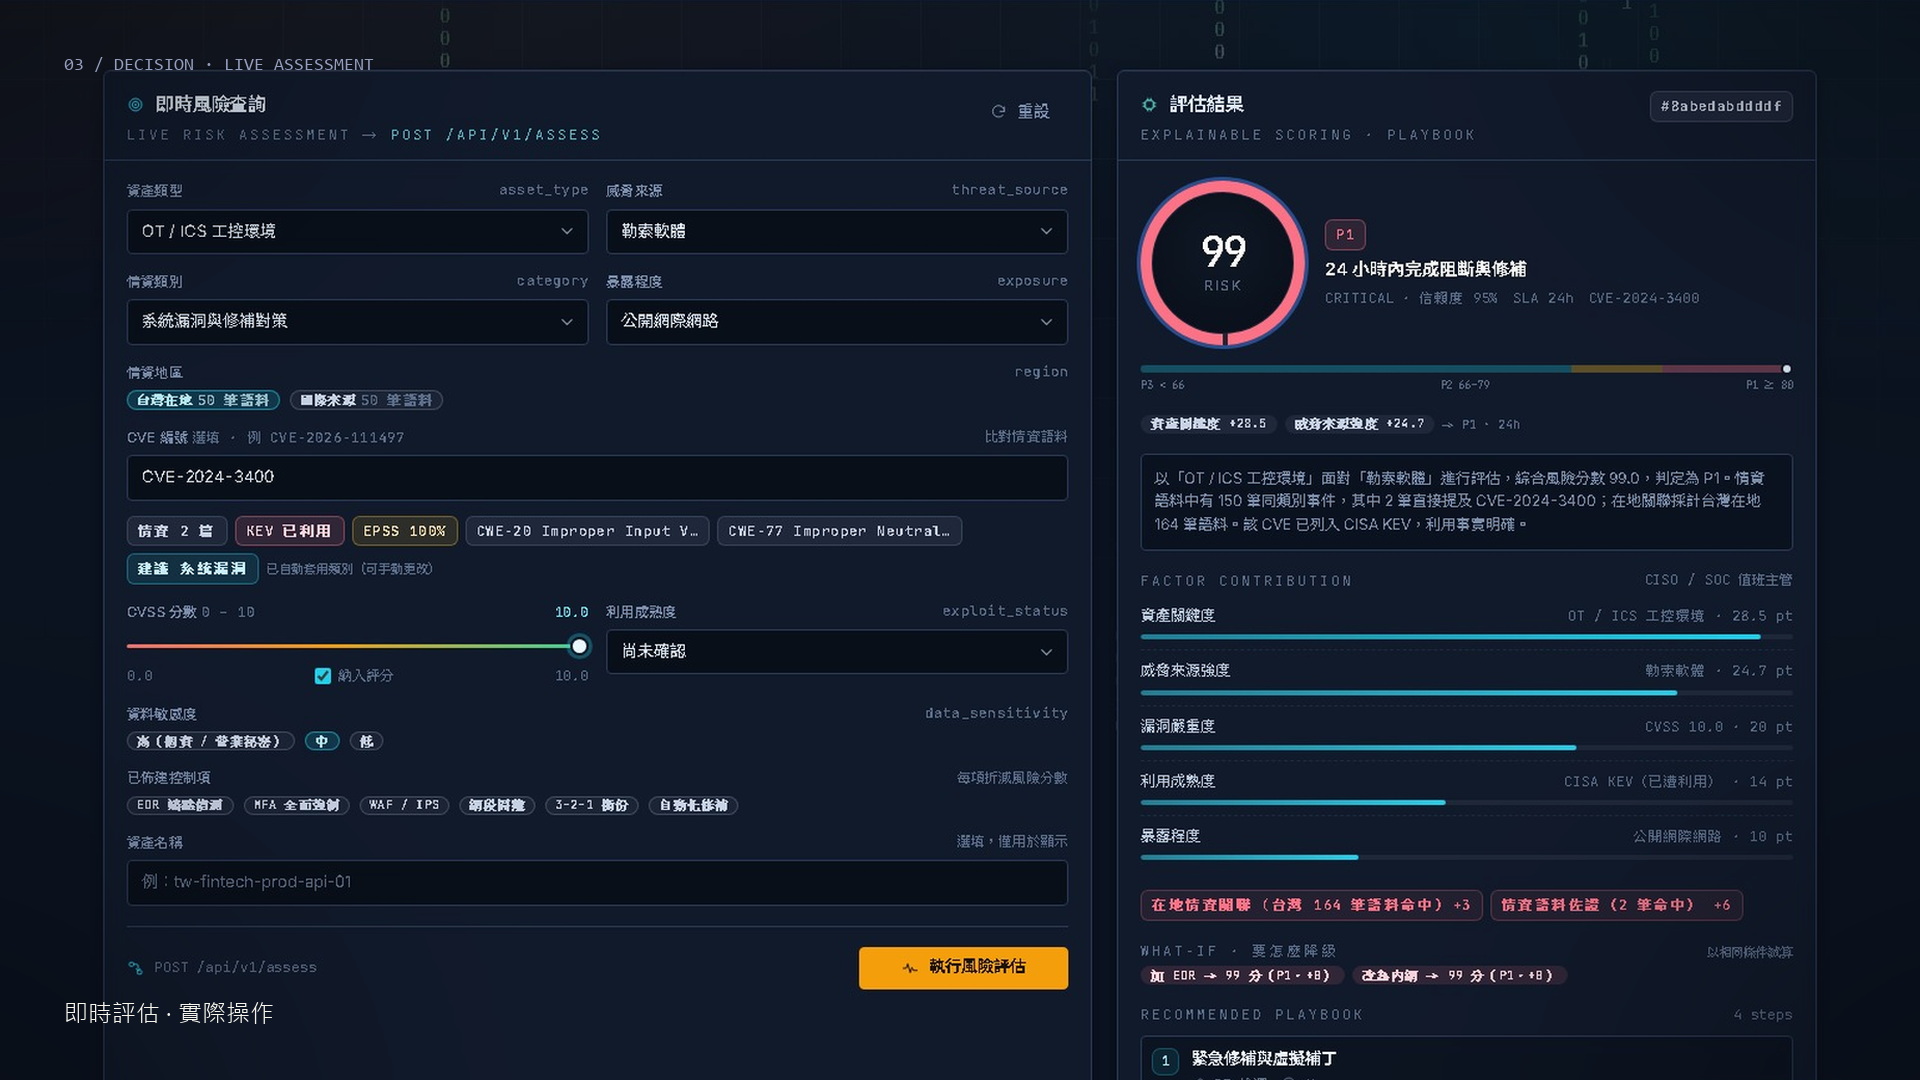 03 / DECISION · LIVE ASSESSMENT
即時風險查詢
重設
LIVE RISK ASSESSMENT → POST /API/V1/ASSESS
資產類型 asset_type
OT / ICS 工控環境
威脅來源 threat_source
勒索軟體
情資類別 category
系統漏洞與修補對策
暴露程度 exposure
公開網際網路
情資地區 region
台灣在地 50 筆語料 國際來源 50 筆語料
CVE 編號 選填 · 例 CVE-2026-111497 比對情資語料
CVE-2024-3400
情資 2 篇 KEV 已利用 EPSS 100% CWE-20 Improper Input V… CWE-77 Improper Neutral…
建議 系統漏洞 已自動套用類別 (可手動更改)
CVSS 分數 0 – 10 10.0
0.0 納入評分 10.0
利用成熟度 exploit_status
尚未確認
資料敏感度 data_sensitivity
高 (個資 / 營業秘密) 中 低
已佈建控制項 每項折減風險分數
EDR 端點偵測 MFA 全面強制 WAF / IPS 網段隔離 3-2-1 備份 自動化修補
資產名稱 選填，僅用於顯示
例：tw-fintech-prod-api-01
POST /api/v1/assess
執行風險評估
即時評估 · 實際操作
評估結果
#8abedabddddf
EXPLAINABLE SCORING · PLAYBOOK
99
RISK
P1
24 小時內完成阻斷與修補
CRITICAL · 信賴度 95% SLA 24h CVE-2024-3400
P3 < 66 P2 66–79 P1 ≥ 80
資產關鍵度 +28.5 威脅來源強度 +24.7 → P1 · 24h
以「OT / ICS 工控環境」面對「勒索軟體」進行評估，綜合風險分數 99.0，判定為 P1。情資
語料中有 150 筆同類別事件，其中 2 筆直接提及 CVE-2024-3400；在地關聯採計台灣在地
164 筆語料。該 CVE 已列入 CISA KEV，利用事實明確。
FACTOR CONTRIBUTION CISO / SOC 值班主管
資產關鍵度 OT / ICS 工控環境 · 28.5 pt
威脅來源強度 勒索軟體 · 24.7 pt
漏洞嚴重度 CVSS 10.0 · 20 pt
利用成熟度 CISA KEV（已遭利用） · 14 pt
暴露程度 公開網際網路 · 10 pt
在地情資關聯 (台灣 164 筆語料命中) +3 情資語料佐證 (2 筆命中) +6
WHAT-IF · 要怎麼降級 以相同條件試算
加 EDR → 99 分 (P1 · +0) 改為內網 → 99 分 (P1 · +0)
RECOMMENDED PLAYBOOK 4 steps
1 緊急修補與虛擬補丁